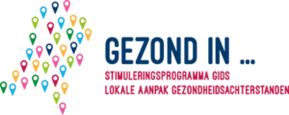 GEZOND IN ...
STIMULERINGSPROGRAMMA GIDS
LOKALE AANPAK GEZONDHEIDSACHTERSTANDEN